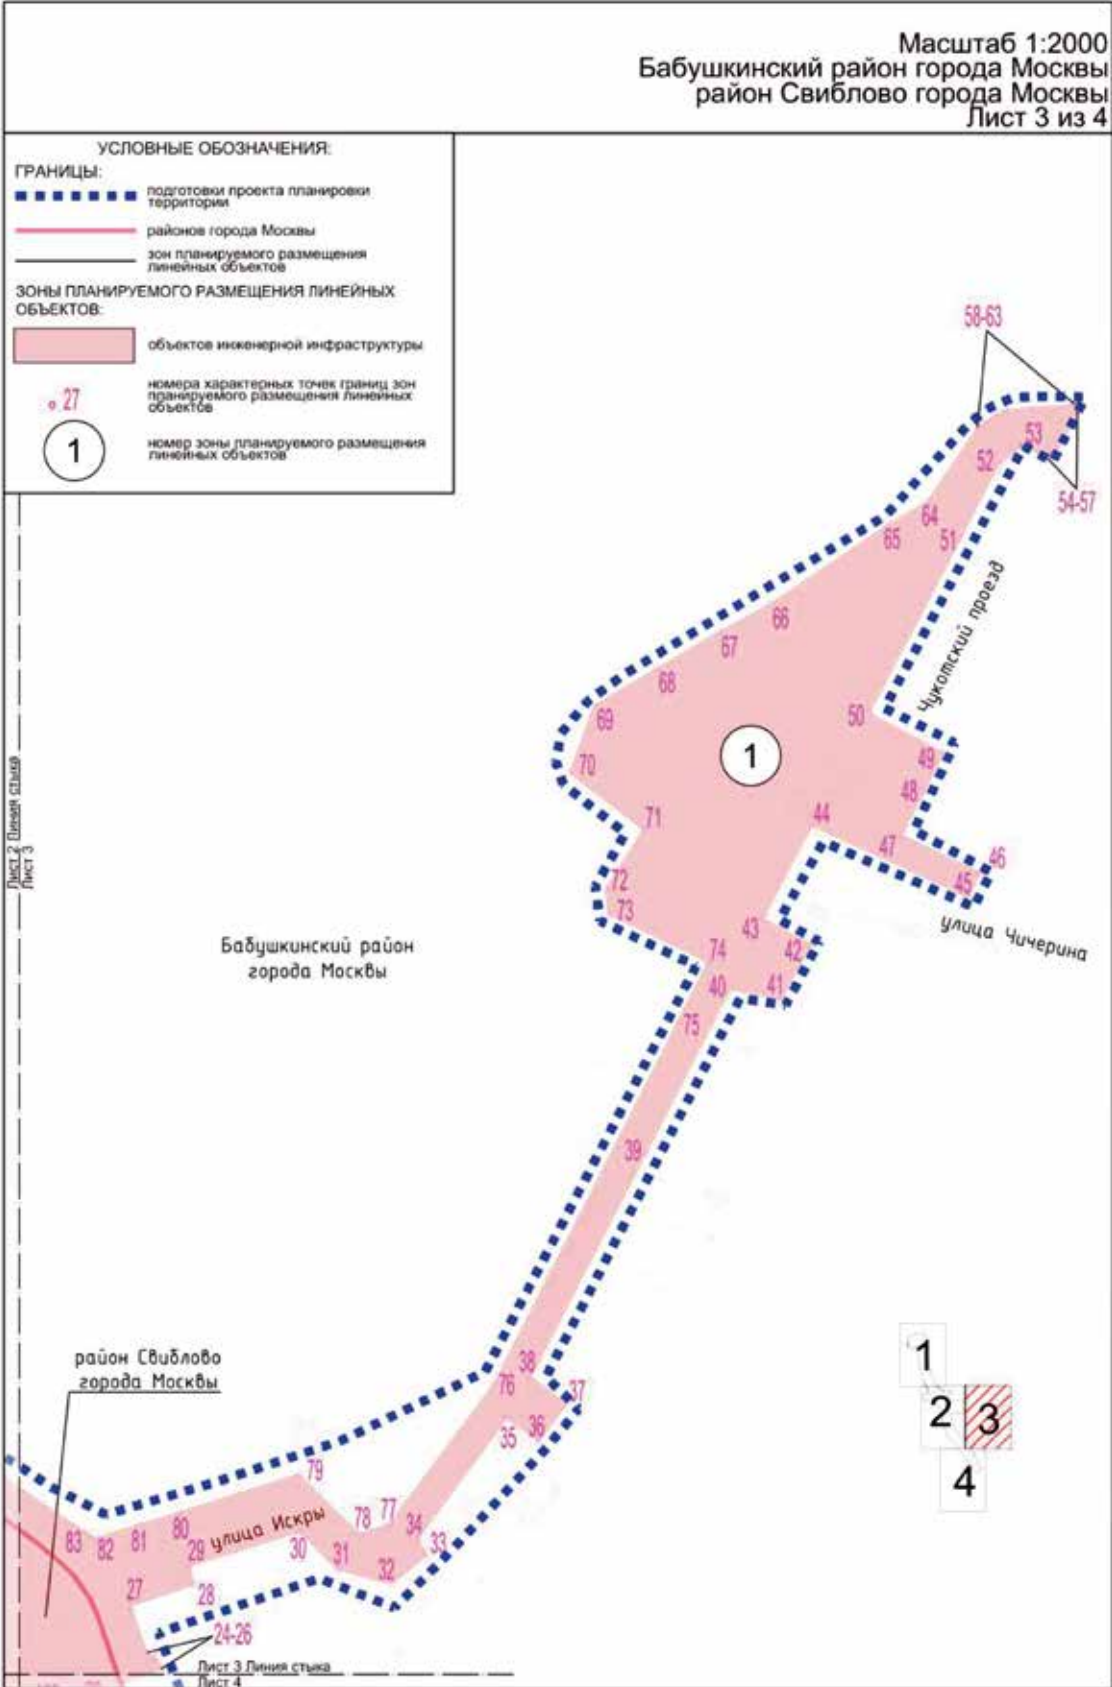 Масштаб 1:2000
Бабушкинский район города Москвы
район Свиблово города Москвы
Лист 3 из 4
УСЛОВНЫЕ ОБОЗНАЧЕНИЯ:
ГРАНИЦЫ:
подготовки проекта планировки
территории
районов города Москвы
зон планируемого размещения
линейных объектов
ЗОНЫ ПЛАНИРУЕМОГО РАЗМЕЩЕНИЯ ЛИНЕЙНЫХ
ОБЪЕКТОВ:
объектов инженерной инфраструктуры
27
номера характерных точек границ зон
планируемого размещения линейных
объектов
1
номер зоны планируемого размещения
линейных объектов
58-63
53
52
54-57
64
65
51
Чукотский проезд
66
67
68
69
50
1
49
70
48
71
44
47
46
45
72
73
43
42
улица Чичерина
74
40
41
75
Лист 2 Линия стыка
Лист 3
Бабушкинский район
города Москвы
39
38
76
37
36
35
район Свиблово
города Москвы
1
2
3
4
79
78
77
34
33
улица Искры
83
82
81
80
29
30
31
32
27
28
24-26
Лист 3 Линия стыка
Лист 4